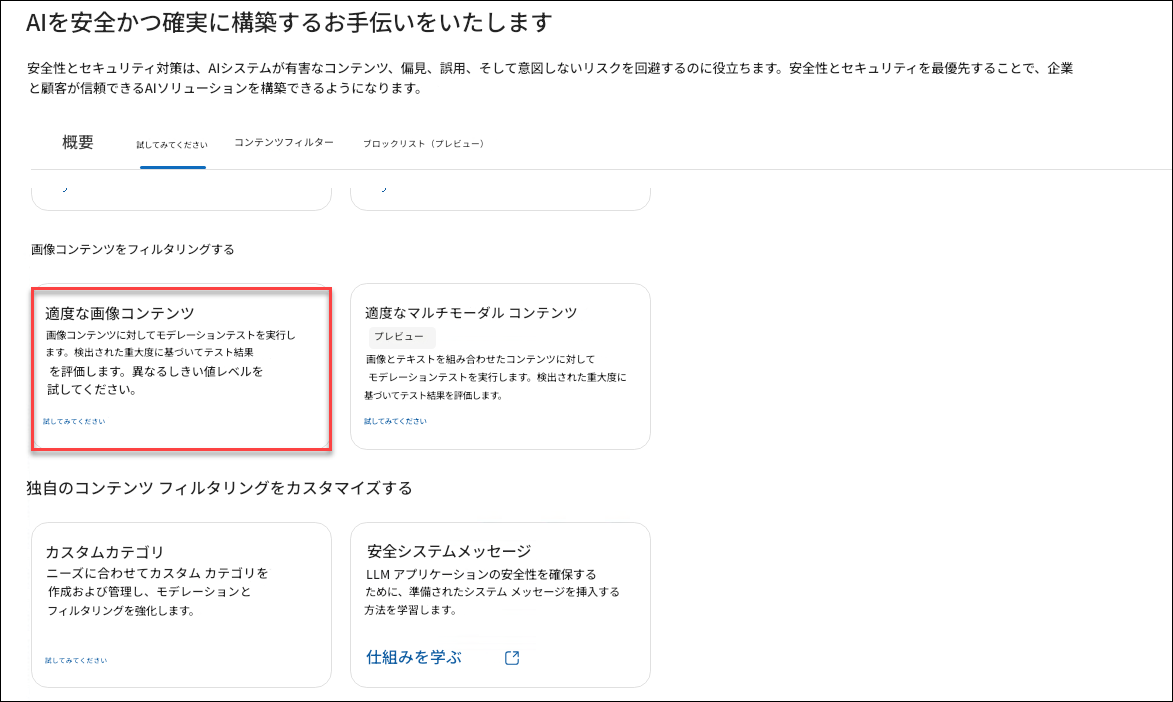 AIを安全かつ確実に構築するお手伝いをいたします
安全性とセキュリティ対策は、AIシステムが有害なコンテンツ、偏見、誤用、そして意図しないリスクを回避するのに役立ちます。安全性とセキュリティを最優先することで、企業
と顧客が信頼できるAIソリューションを構築できるようになります。
概要 試してみてください コンテンツフィルター ブロックリスト（プレビュー）
画像コンテンツをフィルタリングする
適度な画像コンテンツ
画像コンテンツに対してモデレーションテストを実行し
ます。検出された重大度に基づいてテスト結果
を評価します。異なるしきい値レベルを
試してください。
試してみてください
適度なマルチモーダル コンテンツ
プレビュー
画像とテキストを組み合わせたコンテンツに対して
モデレーションテストを実行します。検出された重大度に
基づいてテスト結果を評価します。
試してみてください
独自のコンテンツ フィルタリングをカスタマイズする
カスタムカテゴリ
ニーズに合わせてカスタム カテゴリを
作成および管理し、モデレーションと
フィルタリングを強化します。
試してみてください
安全システムメッセージ
LLM アプリケーションの安全性を確保する
ために、準備されたシステム メッセージを挿入する
方法を学習します。
仕組みを学ぶ